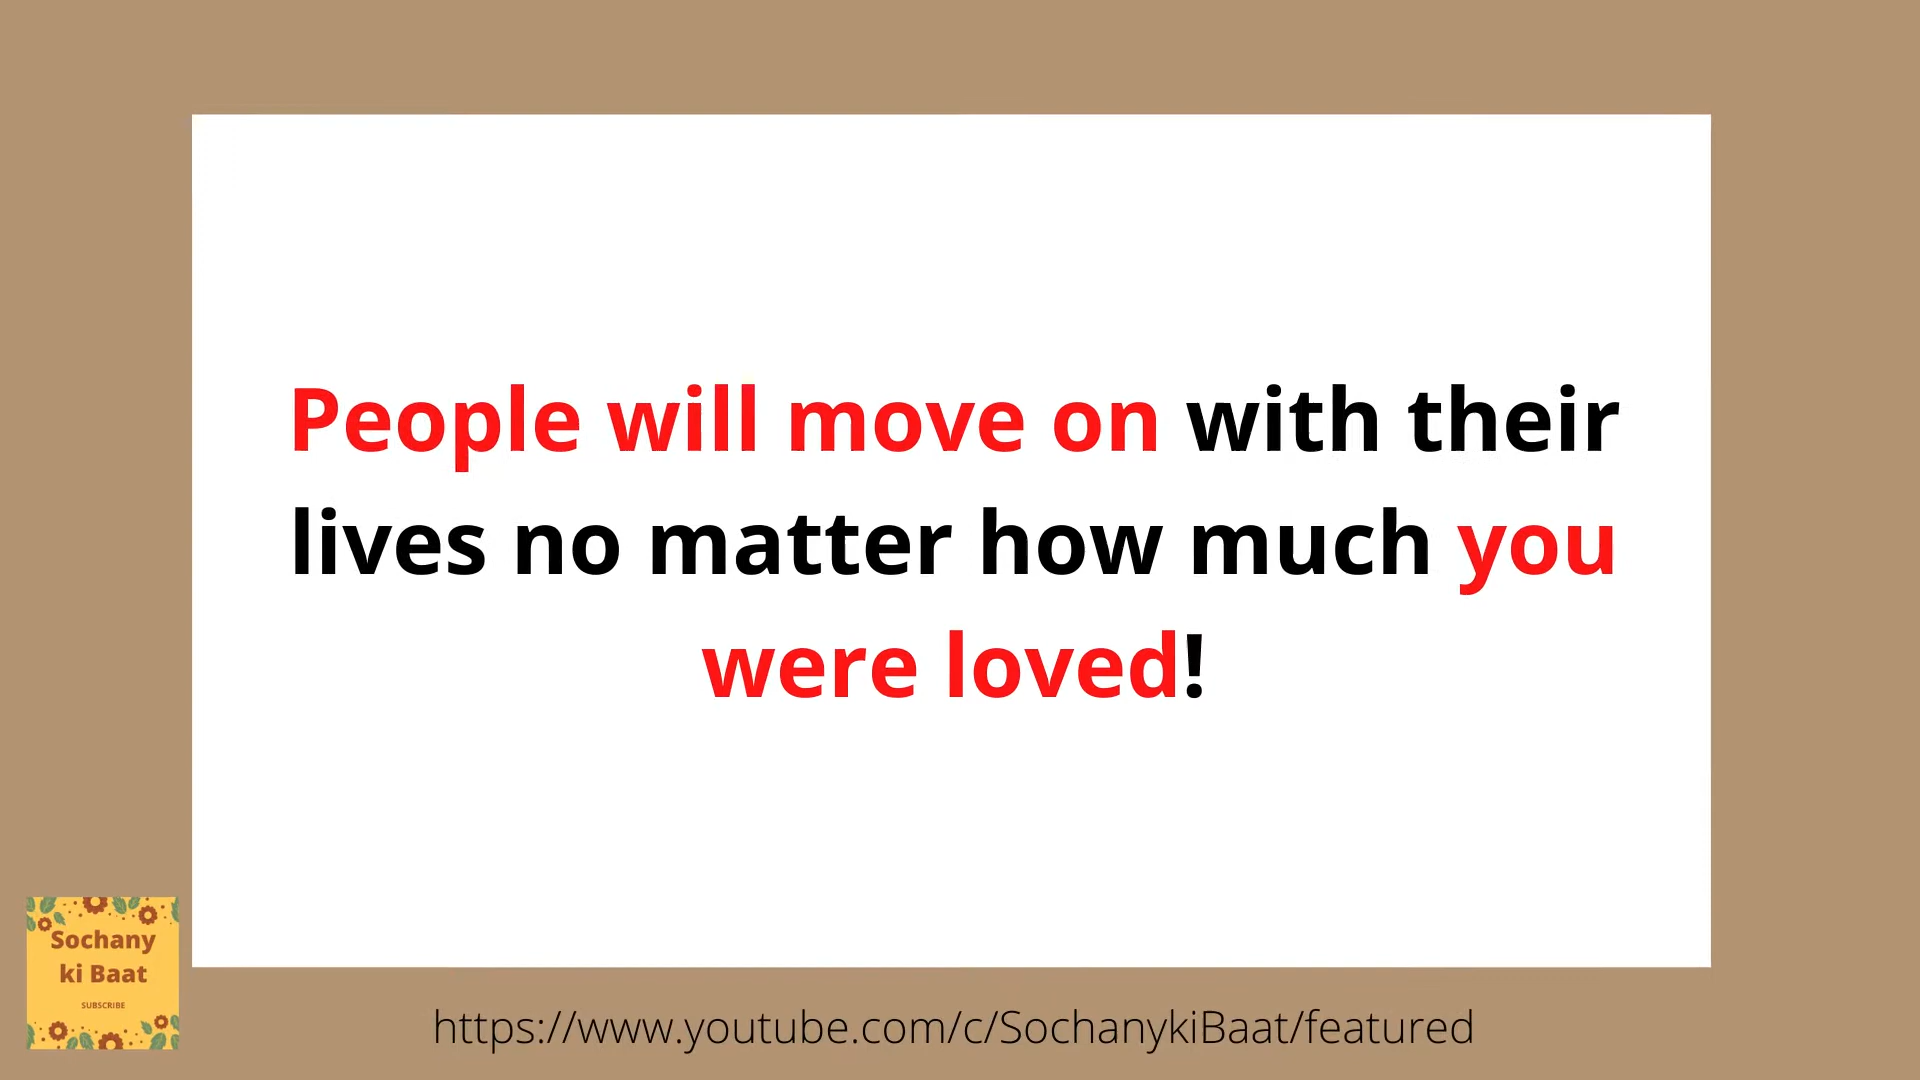 People will move on with their
lives no matter how much you
were loved!
Sochany
ki Baat
SUBSCRIBE
https://www.youtube.com/c/SochanykiBaat/featured